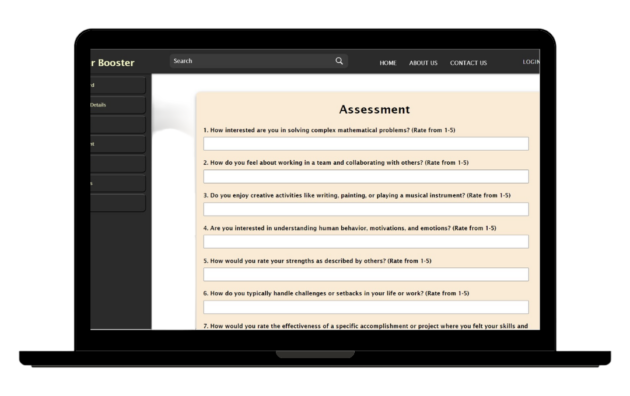 r Booster
Search
HOME ABOUT US CONTACT US LOGIN
Details
Assessment
1. How interested are you in solving complex mathematical problems? (Rate from 1-5)
2. How do you feel about working in a team and collaborating with others? (Rate from 1-5)
3. Do you enjoy creative activities like writing, painting, or playing a musical instrument? (Rate from 1-5)
4. Are you interested in understanding human behavior, motivations, and emotions? (Rate from 1-5)
5. How would you rate your strengths as described by others? (Rate from 1-5)
6. How do you typically handle challenges or setbacks in your life or work? (Rate from 1-5)
7. How would you rate the effectiveness of a specific accomplishment or project where you felt your skills and